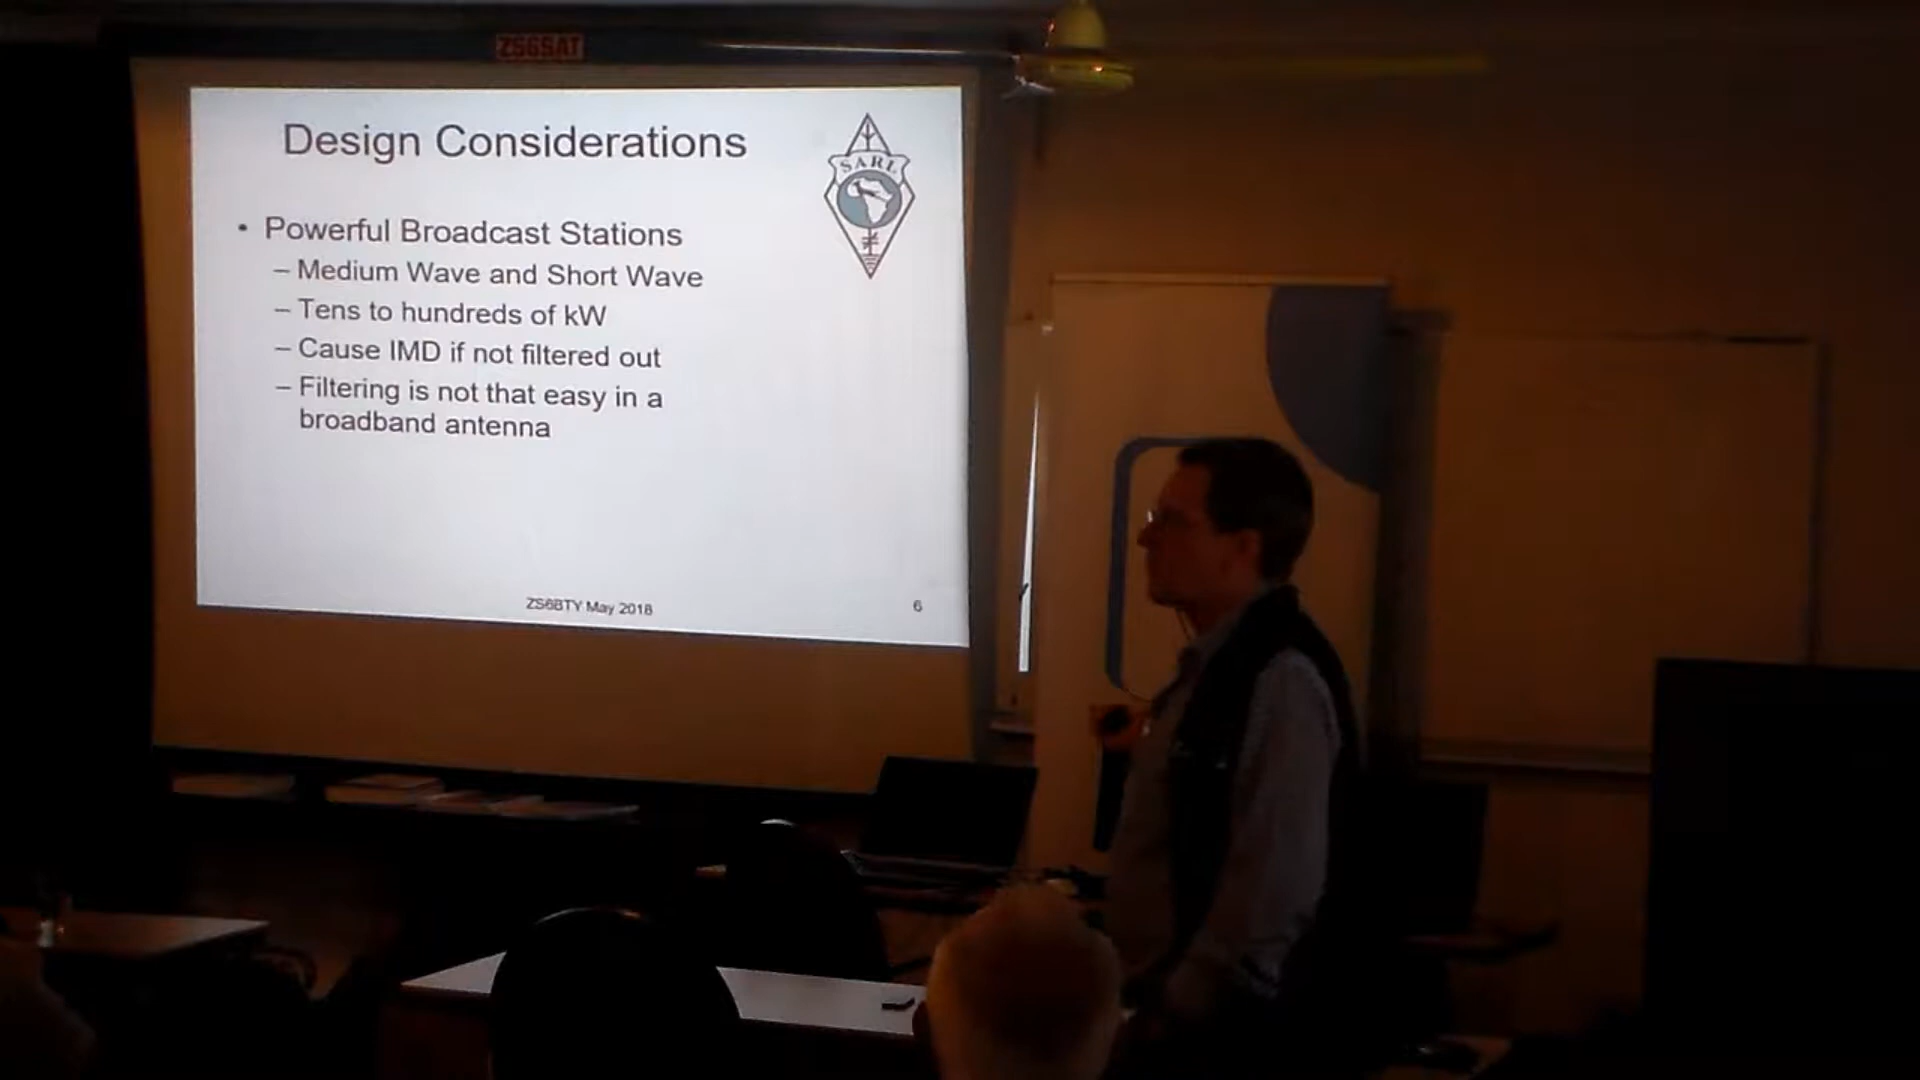 ZS6SAT
Design Considerations
SARL
• Powerful Broadcast Stations
– Medium Wave and Short Wave
– Tens to hundreds of kW
– Cause IMD if not filtered out
– Filtering is not that easy in a
broadband antenna
ZS6BTY May 2018
6